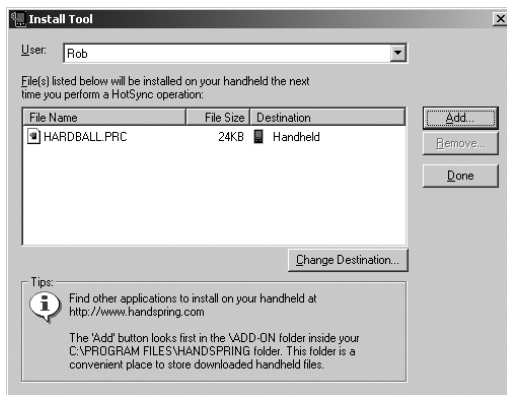 Install Tool
User: Rob
File(s) listed below will be installed on your handheld the next
time you perform a HotSync operation:
File Name File Size Destination
HARDBALL.PRC 24KB Handheld
Add...
Remove...
Done
Change Destination...
Tips:
Find other applications to install on your handheld at
http://www.handspring.com
The 'Add' button looks first in the \ADD-ON folder inside your
C:\PROGRAM FILES\HANDSPRING folder. This folder is a
convenient place to store downloaded handheld files.